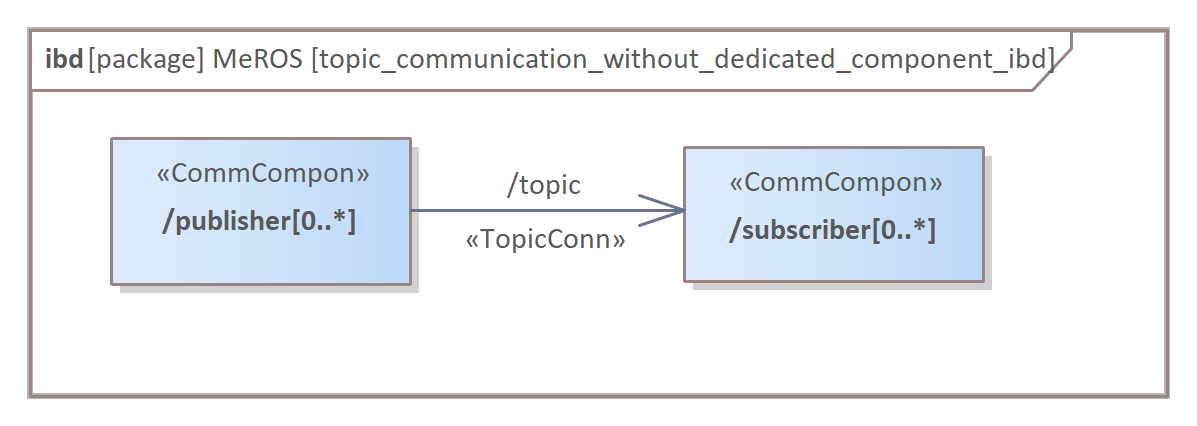 ibd [package] MeROS [topic_communication_without_dedicated_component_ibd]
«CommCompon»
/publisher[0..*]
/topic
«TopicConn»
«CommCompon»
/subscriber[0..*]